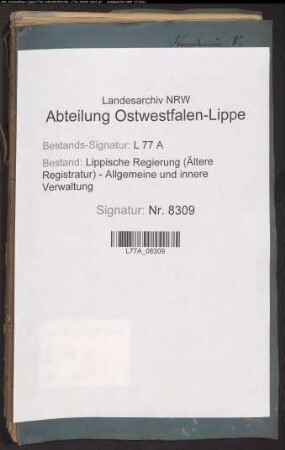 Landesarchiv NRW
Abteilung Ostwestfalen-Lippe
Bestands-Signatur: L 77 A
Bestand: Lippische Regierung (Ältere
Registratur) - Allgemeine und innere
Verwaltung
Signatur: Nr. 8309
L77A_08309